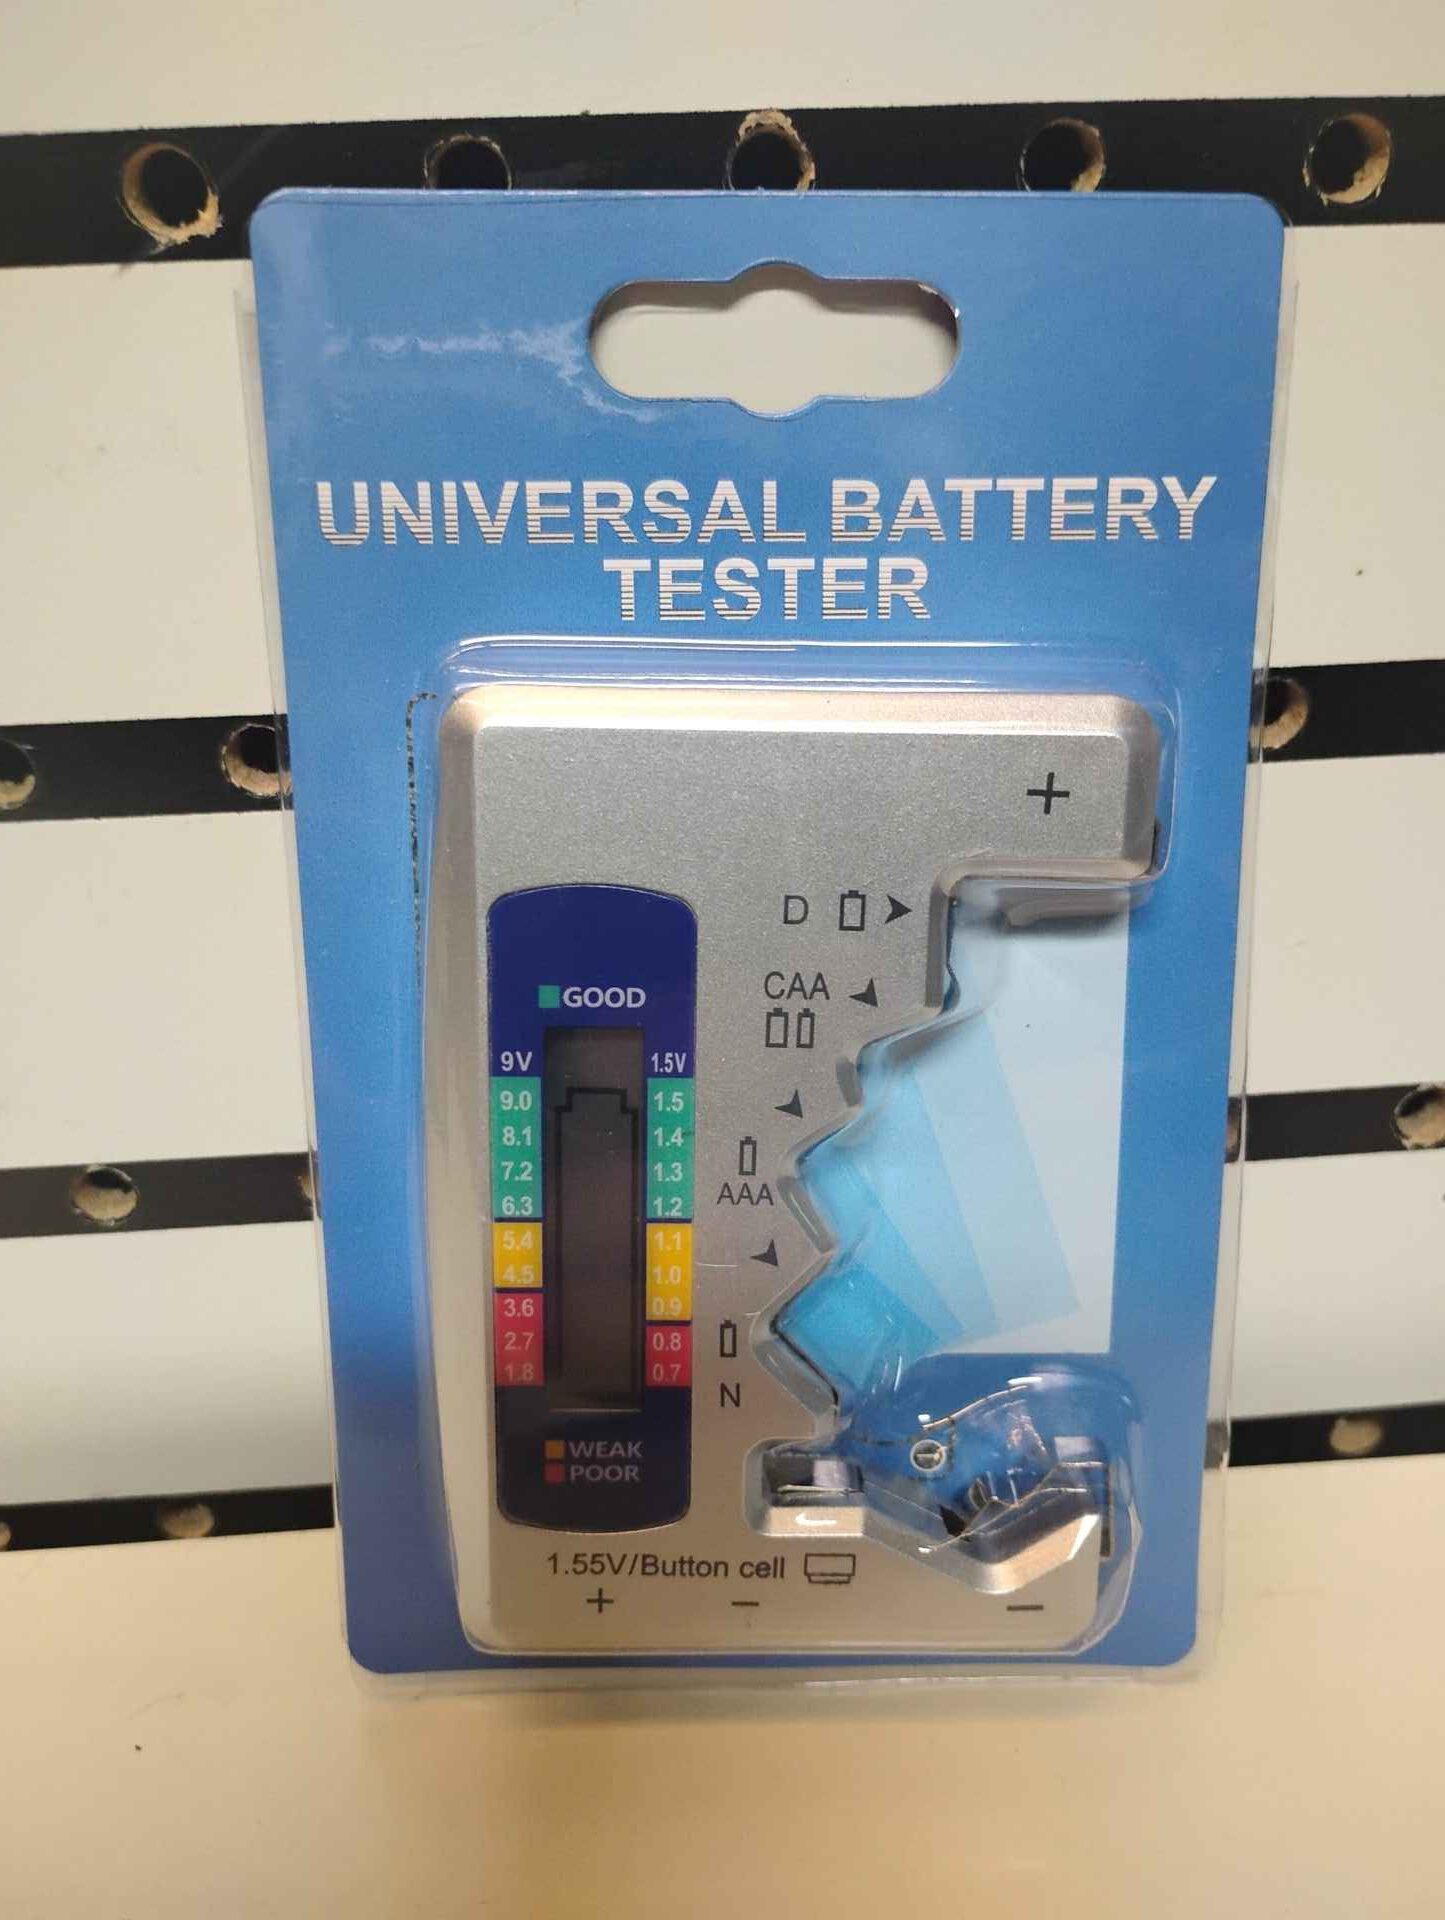 UNIVERSAL BATTERY
TESTER
+
D
CAA
AAA
N
GOOD
9V 1.5V
9.0 1.5
8.1 1.4
7.2 1.3
6.3 1.2
5.4 1.1
4.5 1.0
3.6 0.9
2.7 0.8
1.8 0.7
WEAK
POOR
1.55V/Button cell
+ − −